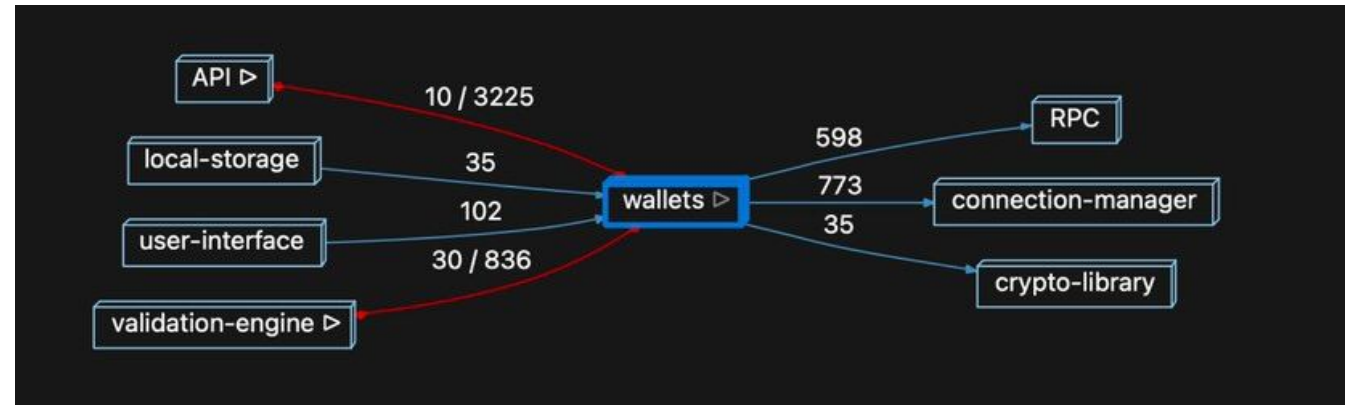 API ▷
10 / 3225
local-storage
35
user-interface
102
30 / 836
validation-engine ▷
wallets ▷
598
RPC
773
connection-manager
35
crypto-library